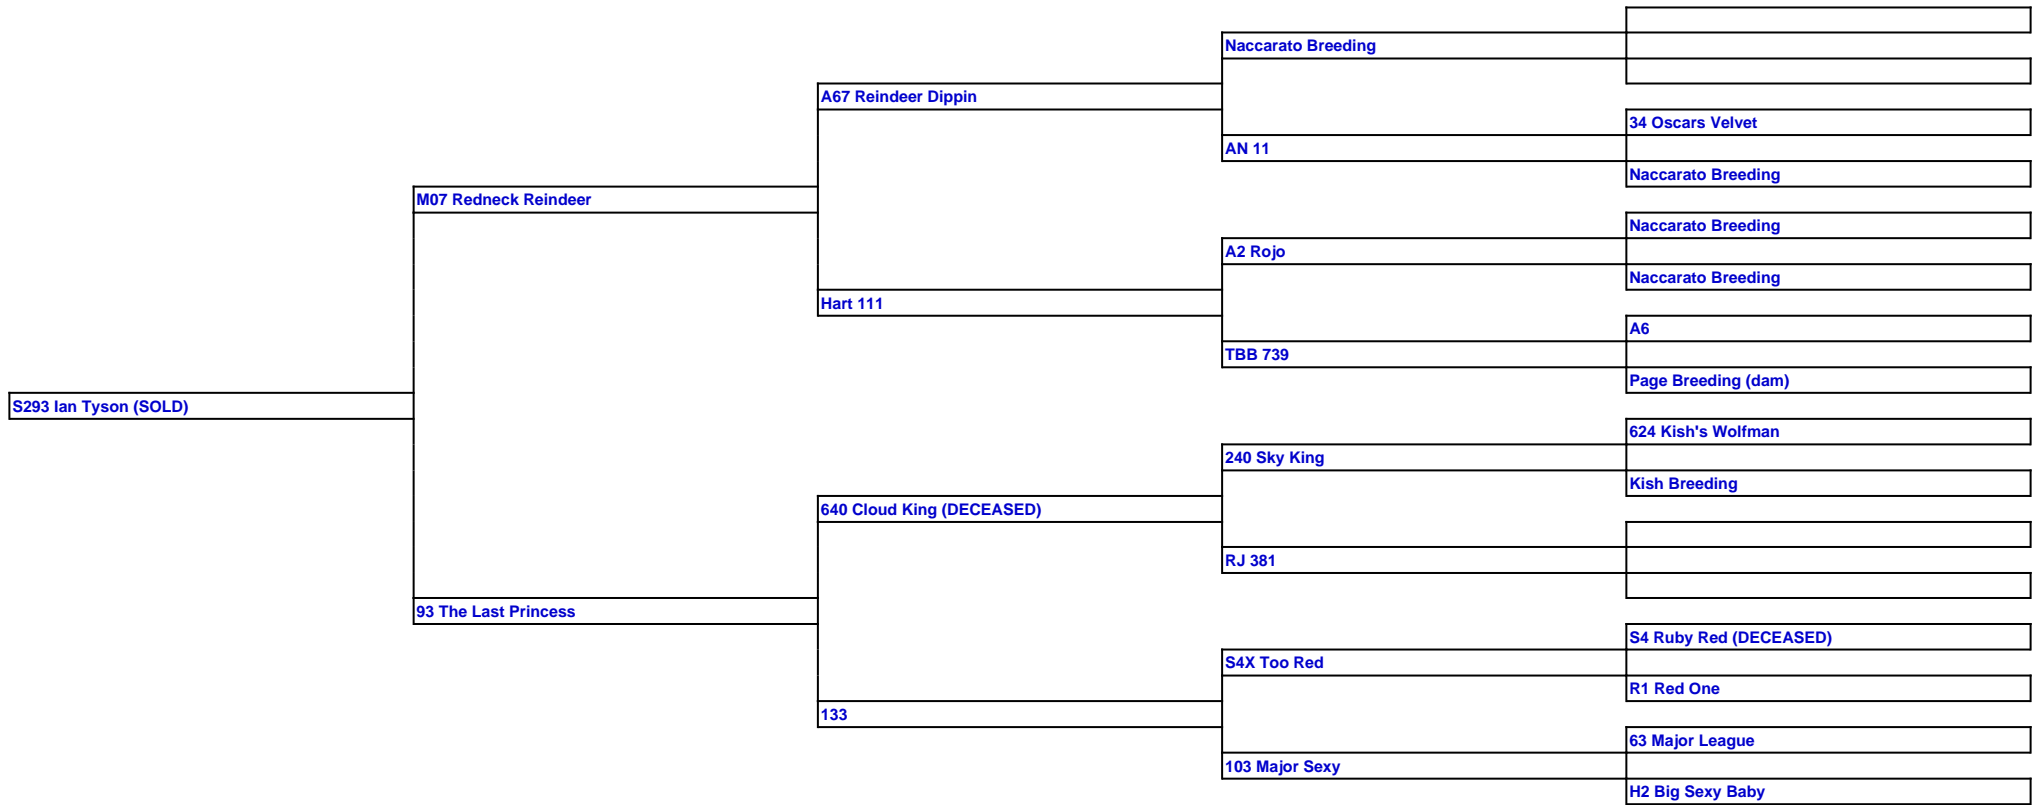 Naccarato Breeding
A67 Reindeer Dippin
34 Oscars Velvet
AN 11
Naccarato Breeding
M07 Redneck Reindeer
Naccarato Breeding
A2 Rojo
Naccarato Breeding
Hart 111
A6
TBB 739
Page Breeding (dam)
S293 Ian Tyson (SOLD)
624 Kish's Wolfman
240 Sky King
Kish Breeding
640 Cloud King (DECEASED)
RJ 381
93 The Last Princess
S4 Ruby Red (DECEASED)
S4X Too Red
R1 Red One
133
63 Major League
103 Major Sexy
H2 Big Sexy Baby